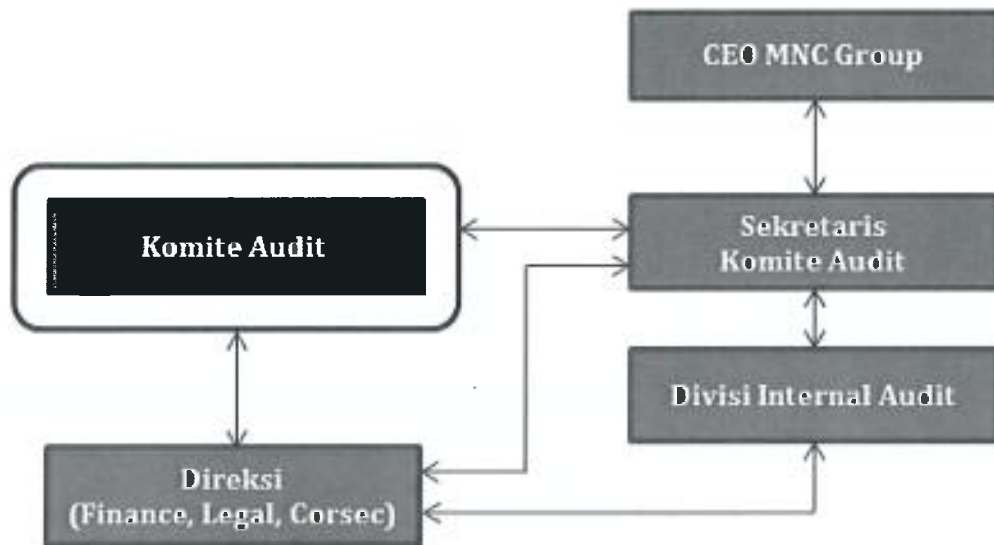 CEO MNC Group
Komite Audit
Sekretaris
Komite Audit
Divisi Internal Audit
Direksi
(Finance, Legal, Corsec)